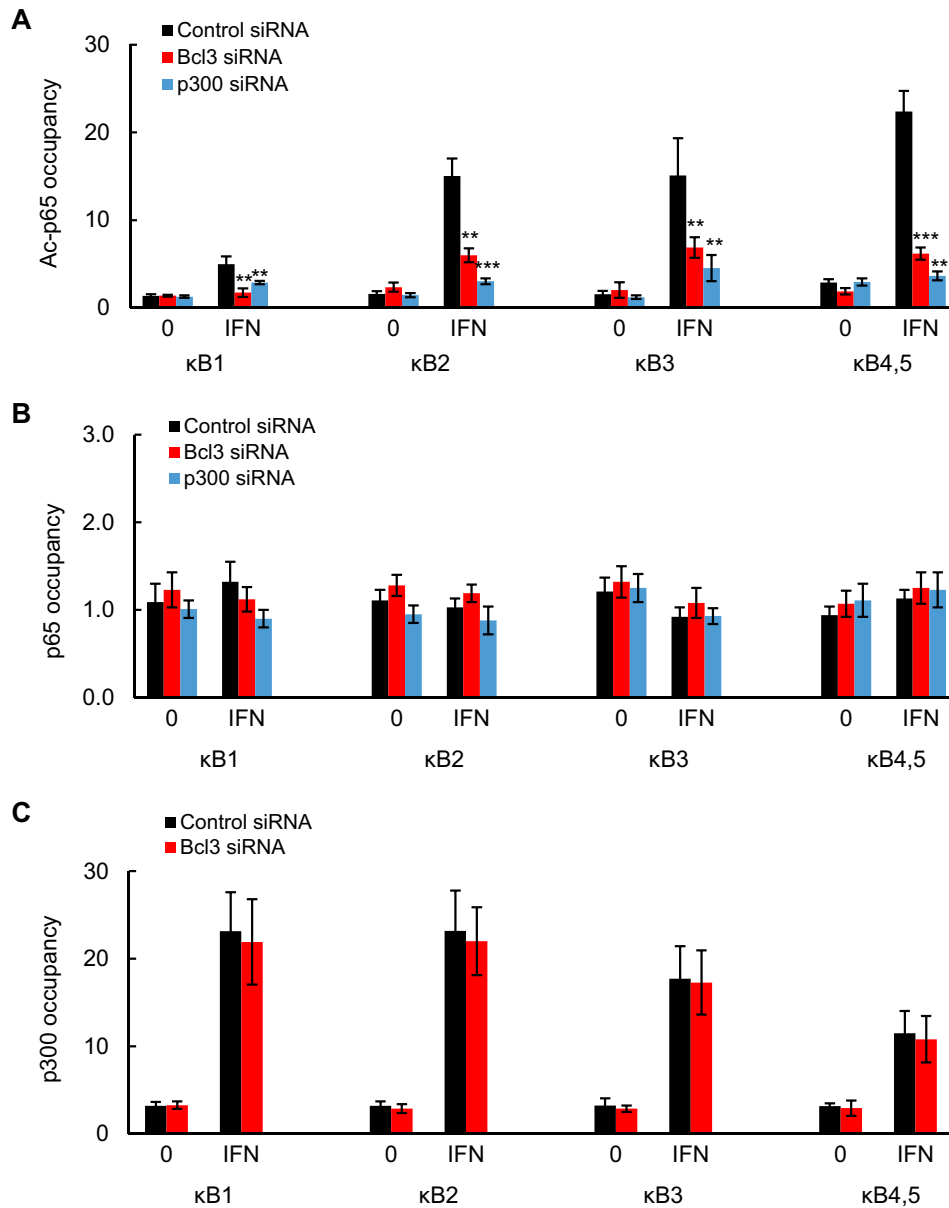 A
Control siRNA
Bcl3 siRNA
p300 siRNA
Ac-p65 occupancy
30
20
10
0
** **
** ***
** **
*** **
0 IFN 0 IFN 0 IFN 0 IFN
κB1 κB2 κB3 κB4,5
B
Control siRNA
Bcl3 siRNA
p300 siRNA
p65 occupancy
3.0
2.0
1.0
0.0
0 IFN 0 IFN 0 IFN 0 IFN
κB1 κB2 κB3 κB4,5
C
Control siRNA
Bcl3 siRNA
p300 occupancy
30
20
10
0
0 IFN 0 IFN 0 IFN 0 IFN
κB1 κB2 κB3 κB4,5